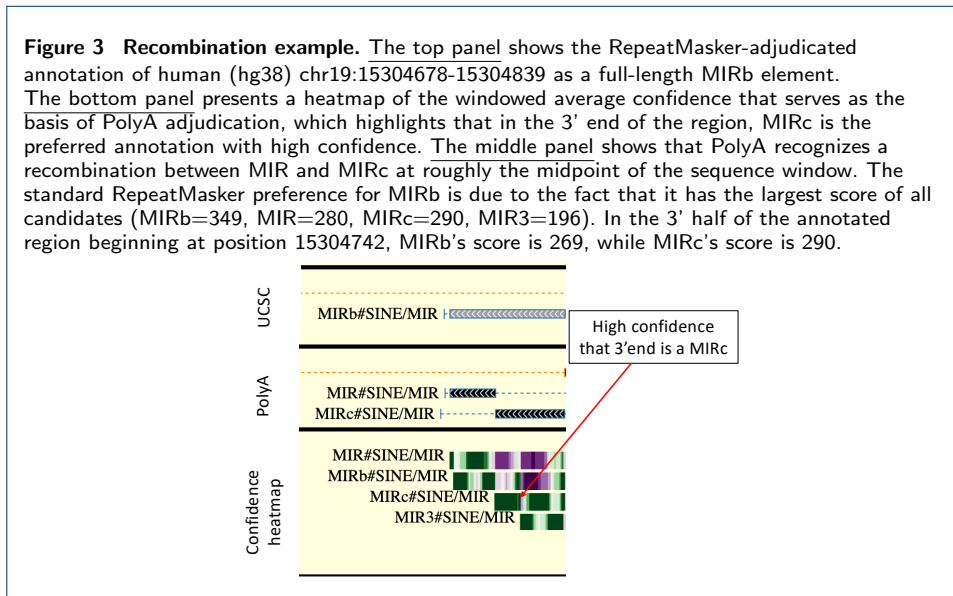 Figure 3 Recombination example. The top panel shows the RepeatMasker-adjudicated
annotation of human (hg38) chr19:15304678-15304839 as a full-length MIRb element.
The bottom panel presents a heatmap of the windowed average confidence that serves as the
basis of PolyA adjudication, which highlights that in the 3' end of the region, MIRc is the
preferred annotation with high confidence. The middle panel shows that PolyA recognizes a
recombination between MIR and MIRc at roughly the midpoint of the sequence window. The
standard RepeatMasker preference for MIRb is due to the fact that it has the largest score of all
candidates (MIRb=349, MIR=280, MIRc=290, MIR3=196). In the 3' half of the annotated
region beginning at position 15304742, MIRb's score is 269, while MIRc's score is 290.
UCSC
MIRb#SINE/MIR
High confidence
that 3'end is a MIRc
PolyA
MIR#SINE/MIR
MIRc#SINE/MIR
Confidence
heatmap
MIR#SINE/MIR
MIRb#SINE/MIR
MIRc#SINE/MIR
MIR3#SINE/MIR